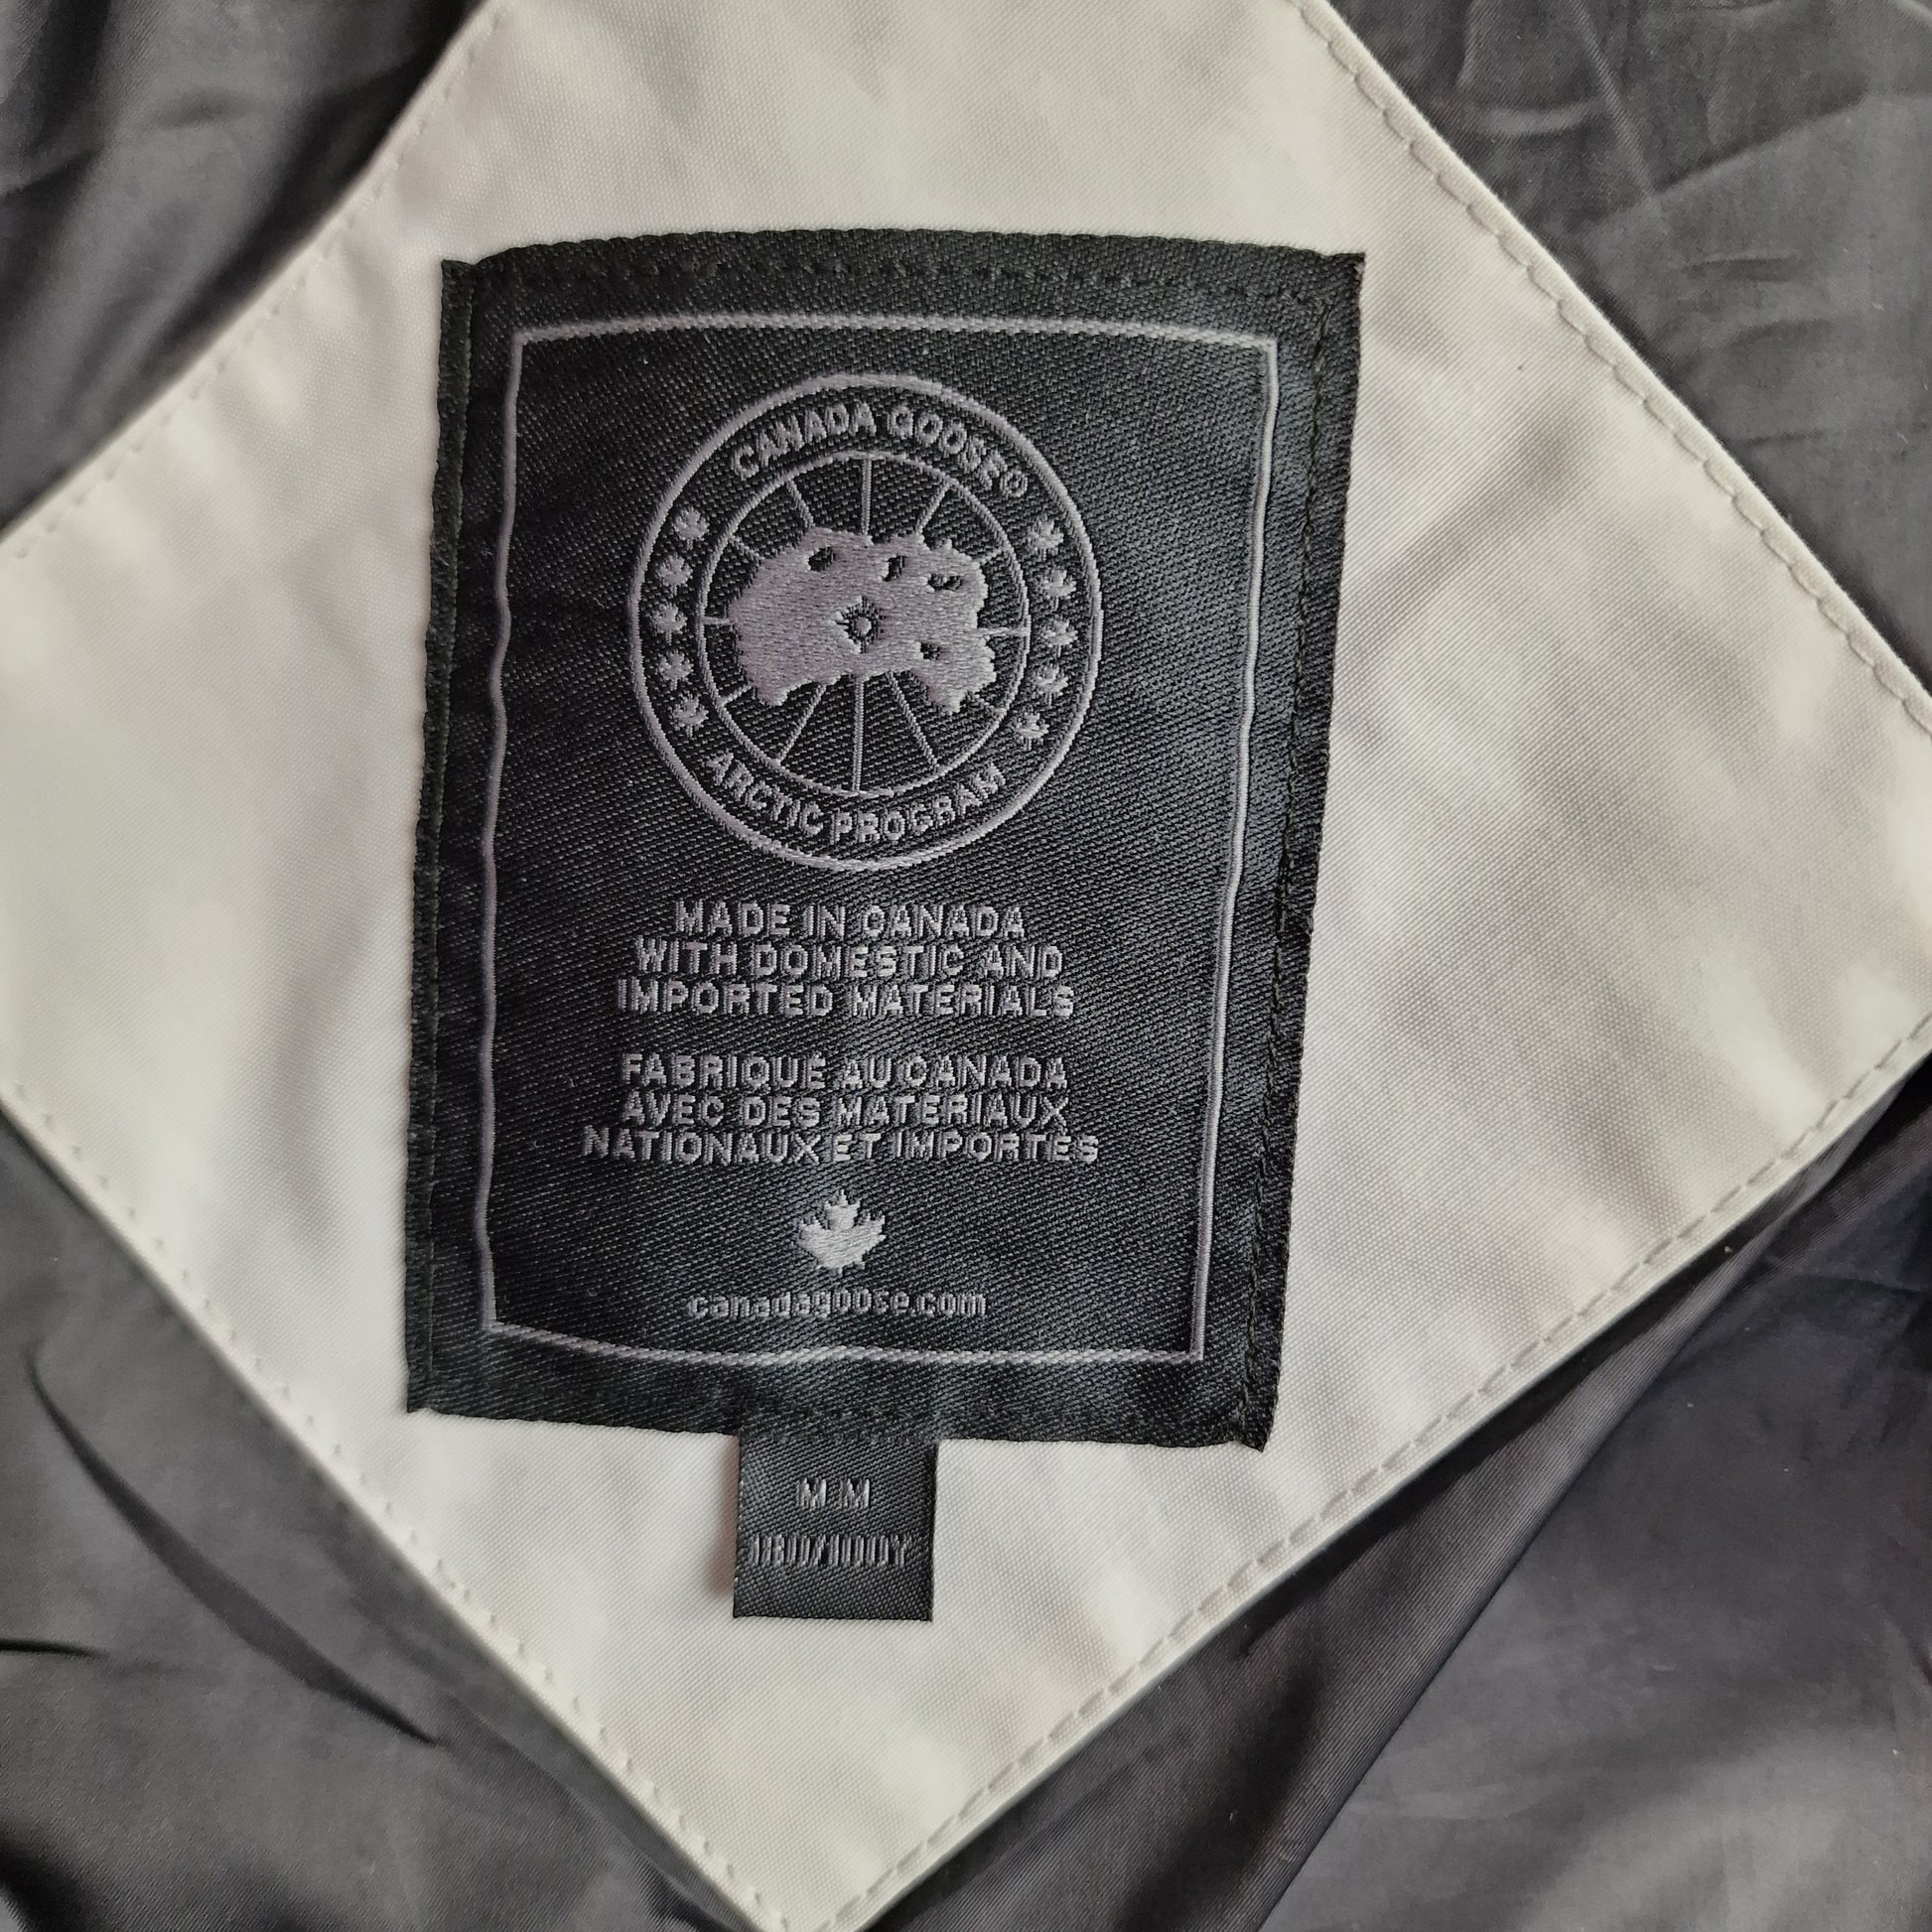 CANADA GOOSE®
ARCTIC PROGRAM
MADE IN CANADA
WITH DOMESTIC AND
IMPORTED MATERIALS
FABRIQUÉ AU CANADA
AVEC DES MATERIAUX
NATIONAUX ET IMPORTES
canadagoose.com
M M